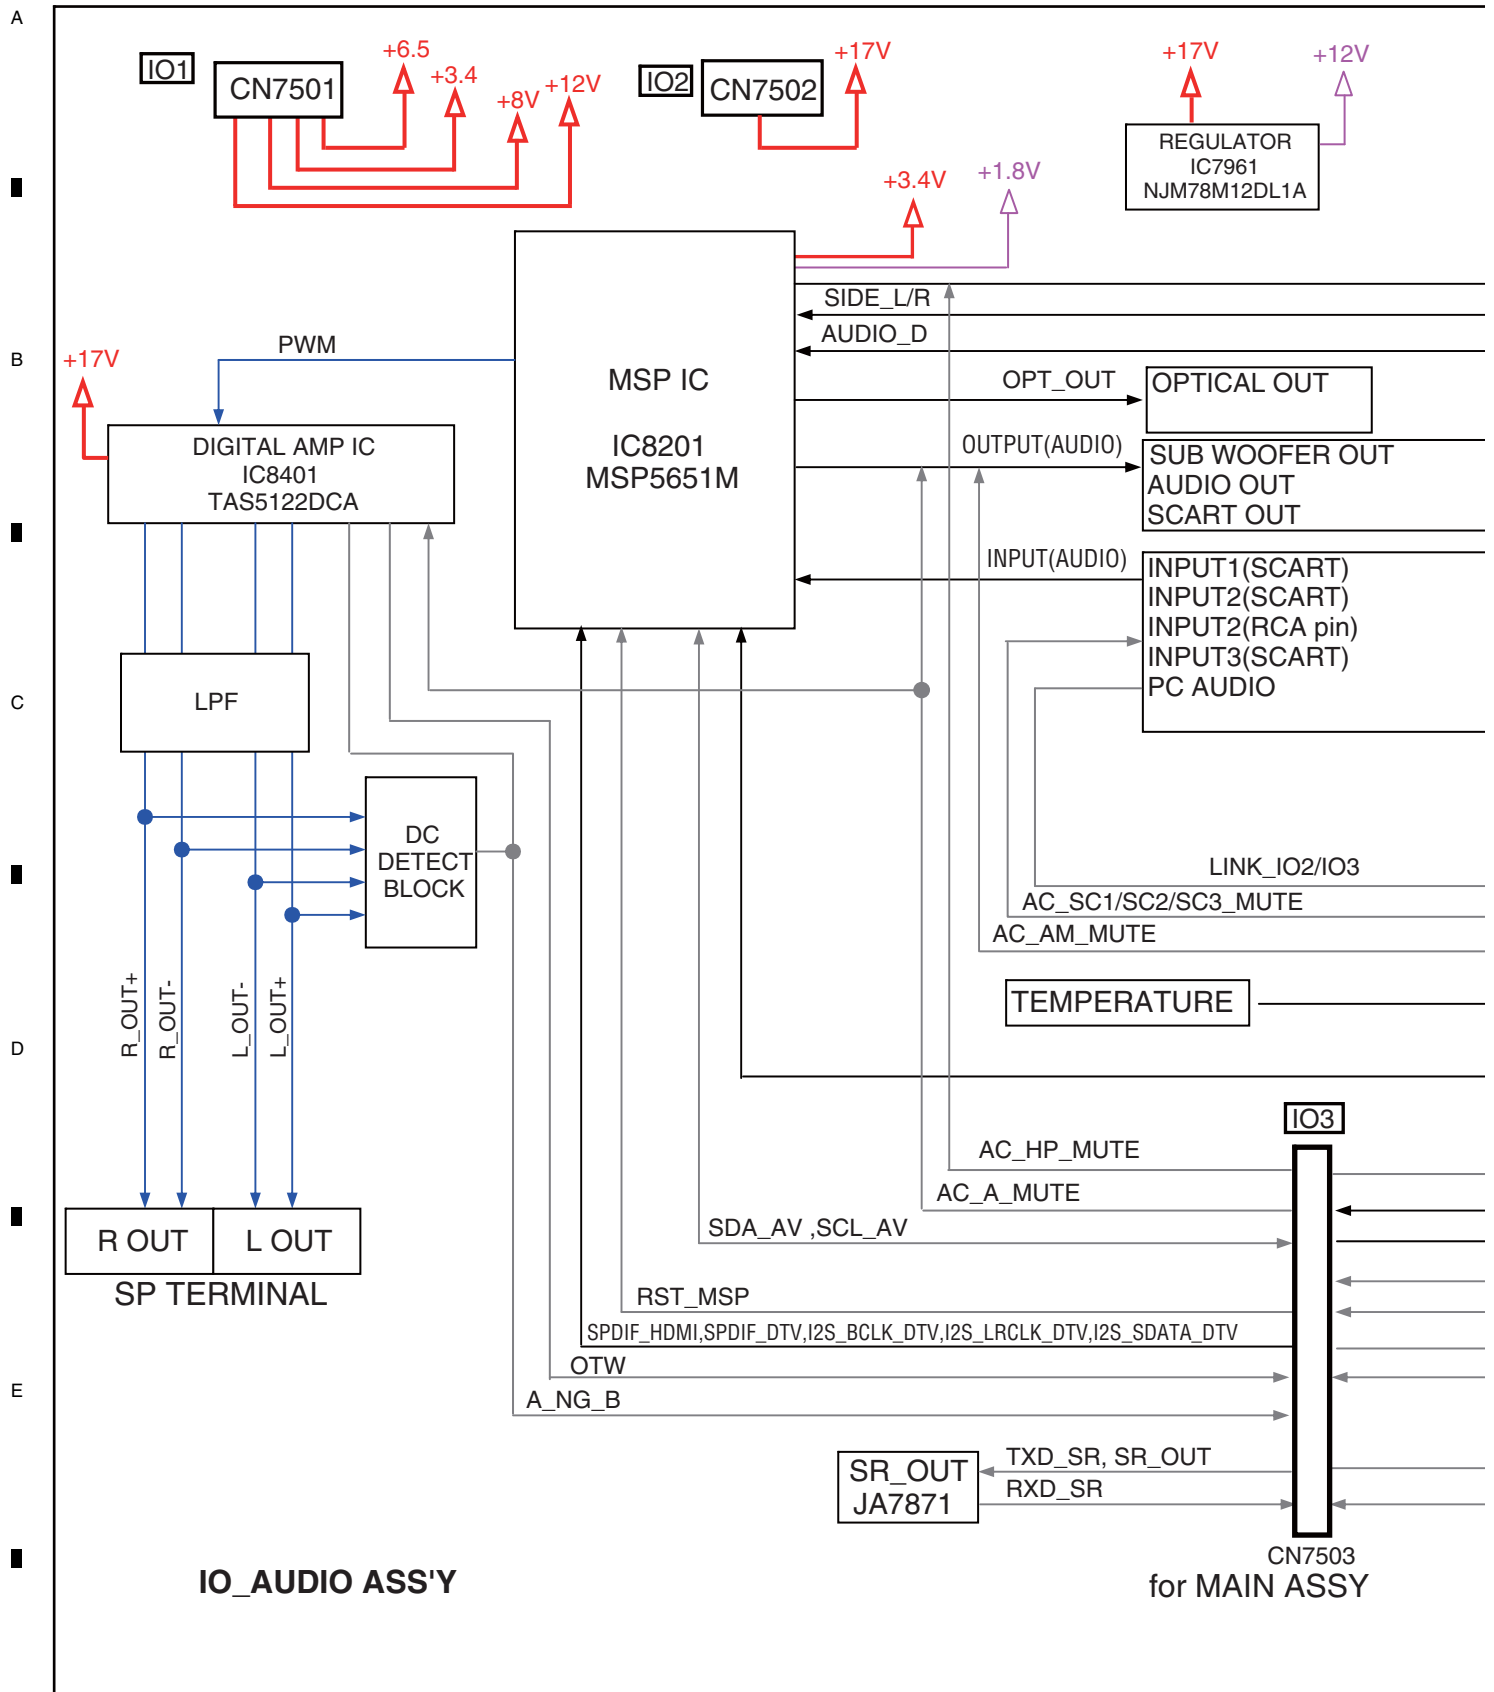 A
IO1
CN7501
+6.5
+3.4
+8V
+12V
IO2
CN7502
+17V
+17V
+12V
REGULATOR
IC7961
NJM78M12DL1A
+3.4V
+1.8V
SIDE_L/R
AUDIO_D
B
+17V
PWM
MSP IC
IC8201
MSP5651M
OPT_OUT
OPTICAL OUT
DIGITAL AMP IC
IC8401
TAS5122DCA
OUTPUT(AUDIO)
SUB WOOFER OUT
AUDIO OUT
SCART OUT
INPUT(AUDIO)
INPUT1(SCART)
INPUT2(SCART)
INPUT2(RCA pin)
INPUT3(SCART)
PC AUDIO
C
LPF
DC
DETECT
BLOCK
LINK_IO2/IO3
AC_SC1/SC2/SC3_MUTE
AC_AM_MUTE
TEMPERATURE
D
R_OUT+
R_OUT-
L_OUT-
L_OUT+
IO3
AC_HP_MUTE
AC_A_MUTE
SDA_AV ,SCL_AV
R OUT
L OUT
SP TERMINAL
RST_MSP
SPDIF_HDMI,SPDIF_DTV,I2S_BCLK_DTV,I2S_LRCLK_DTV,I2S_SDATA_DTV
OTW
E
A_NG_B
SR_OUT
JA7871
TXD_SR, SR_OUT
RXD_SR
CN7503
for MAIN ASSY
IO_AUDIO ASS'Y